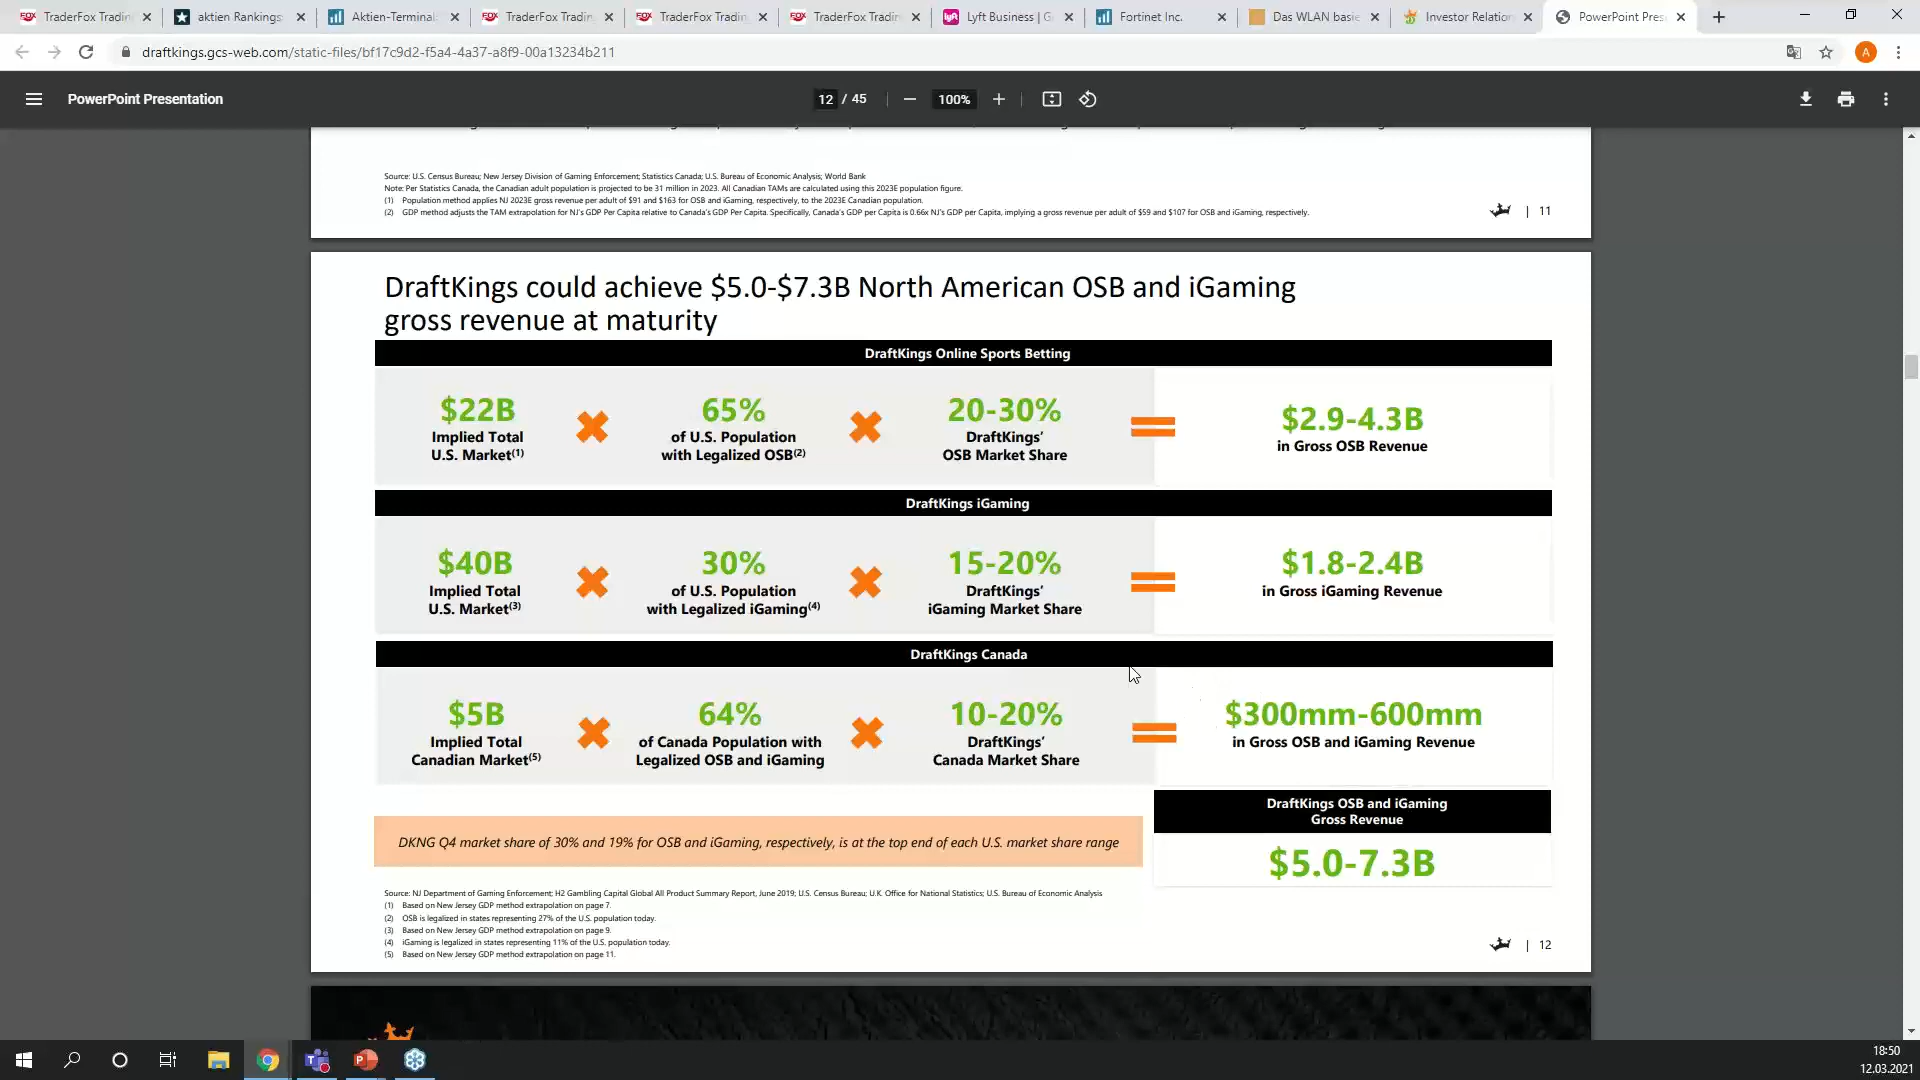 TraderFox Tradin
aktien Rankings
Aktien-Terminal
TraderFox Tradin
TraderFox Tradin
TraderFox Tradin
Lyft Business | G
Fortinet Inc.
Das WLAN basie
Investor Relation
PowerPoint Pres
draftkings.gcs-web.com/static-files/bf17c9d2-f5a4-4a37-a8f9-00a13234b211
A
PowerPoint Presentation
12 / 45
100%
Source: U.S. Census Bureau; New Jersey Division of Gaming Enforcement; Statistics Canada; U.S. Bureau of Economic Analysis; World Bank
Note: Per Statistics Canada, the Canadian adult population is projected to be 31 million in 2023. All Canadian TAMs are calculated using this 2023E population figure.
(1) Population method applies NJ 2023E gross revenue per adult of $91 and $163 for OSB and iGaming, respectively, to the 2023E Canadian population.
(2) GDP method adjusts the TAM extrapolation for NJ's GDP Per Capita relative to Canada's GDP Per Capita. Specifically, Canada's GDP per Capita is 0.66x NJ's GDP per Capita, implying a gross revenue per adult of $59 and $107 for OSB and iGaming, respectively.
| 11
DraftKings could achieve $5.0-$7.3B North American OSB and iGaming
gross revenue at maturity
DraftKings Online Sports Betting
$22B
Implied Total
U.S. Market(1)
65%
of U.S. Population
with Legalized OSB(2)
20-30%
DraftKings'
OSB Market Share
$2.9-4.3B
in Gross OSB Revenue
DraftKings iGaming
$40B
Implied Total
U.S. Market(3)
30%
of U.S. Population
with Legalized iGaming(4)
15-20%
DraftKings'
iGaming Market Share
$1.8-2.4B
in Gross iGaming Revenue
DraftKings Canada
$5B
Implied Total
Canadian Market(5)
64%
of Canada Population with
Legalized OSB and iGaming
10-20%
DraftKings'
Canada Market Share
$300mm-600mm
in Gross OSB and iGaming Revenue
DraftKings OSB and iGaming
Gross Revenue
$5.0-7.3B
DKNG Q4 market share of 30% and 19% for OSB and iGaming, respectively, is at the top end of each U.S. market share range
Source: NJ Department of Gaming Enforcement; H2 Gambling Capital Global All Product Summary Report, June 2019; U.S. Census Bureau; U.K. Office for National Statistics; U.S. Bureau of Economic Analysis
(1) Based on New Jersey GDP method extrapolation on page 7.
(2) OSB is legalized in states representing 27% of the U.S. population today.
(3) Based on New Jersey GDP method extrapolation on page 9.
(4) iGaming is legalized in states representing 11% of the U.S. population today.
(5) Based on New Jersey GDP method extrapolation on page 11.
| 12
18:50
12.03.2021